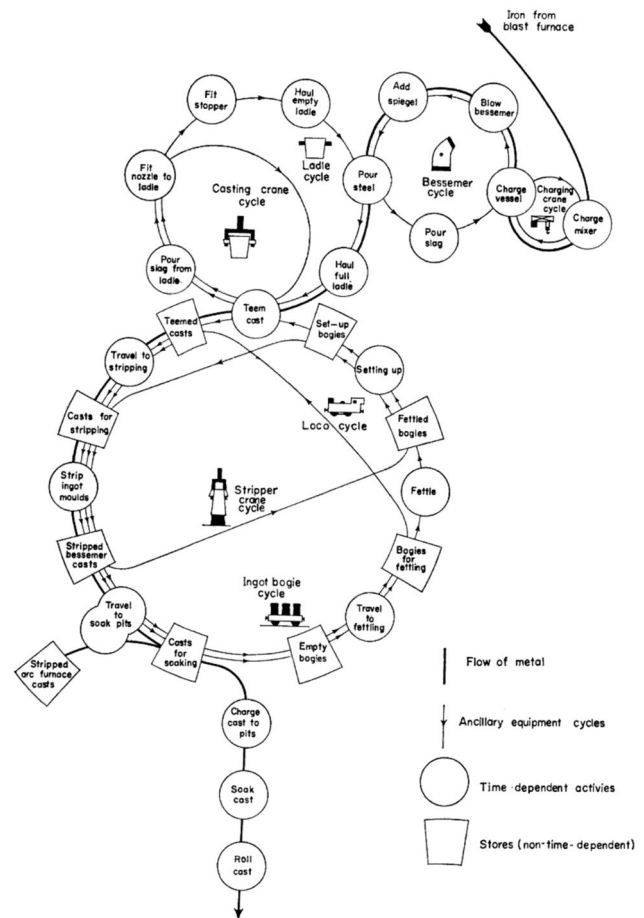 Iron from
blast furnace
Fit
stopper
Haul
empty
ladle
Add
spiegel
Blow
bessemer
Fit
nozzle to
ladle
Ladle
cycle
Casting crane
cycle
Pour
steel
Bessemer
cycle
Charge
vessel
Charging
crane
cycle
Charge
mixer
Pour
slag
Pour
slag from
ladle
Haul
full
ladle
Teem
cast
Teemed
casts
Set-up
bogies
Travel to
stripping
Setting up
Casts for
stripping
Loco cycle
Fettled
bogies
Strip
ingot
moulds
Stripper
crane
cycle
Fettle
Stripped
bessemer
casts
Bogies
for
fettling
Ingot bogie
cycle
Travel
to
soak pits
Travel
to
fettling
Casts
for
soaking
Empty
bogies
Stripped
arc furnace
casts
Flow of metal
Charge
cast to
pits
Ancillary equipment cycles
Soak
cast
Time-dependent activies
Roll
cast
Stores (non-time-dependent)